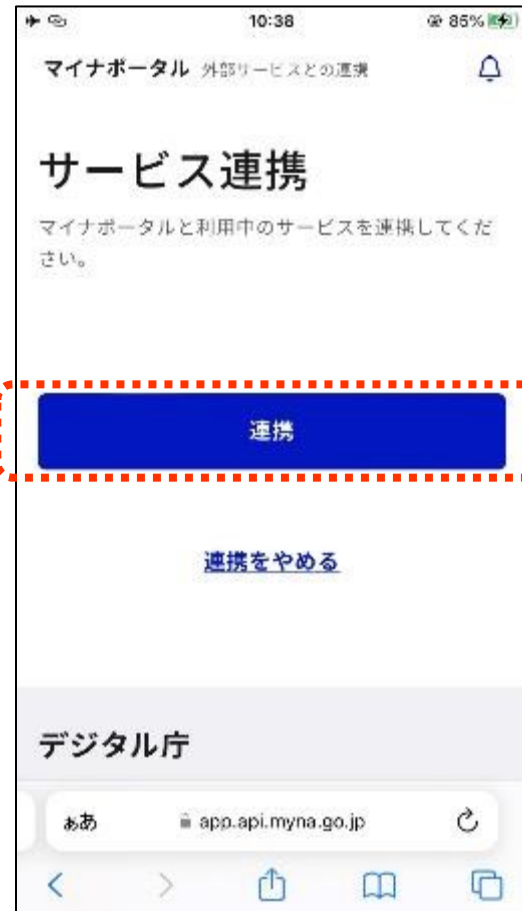 10:38
85%
マイナポータル 外部サービスとの連携
サービス連携
マイナポータルと利用中のサービスを連携してくだ
さい。
連携
連携をやめる
デジタル庁
ぁあ app.api.myna.go.jp